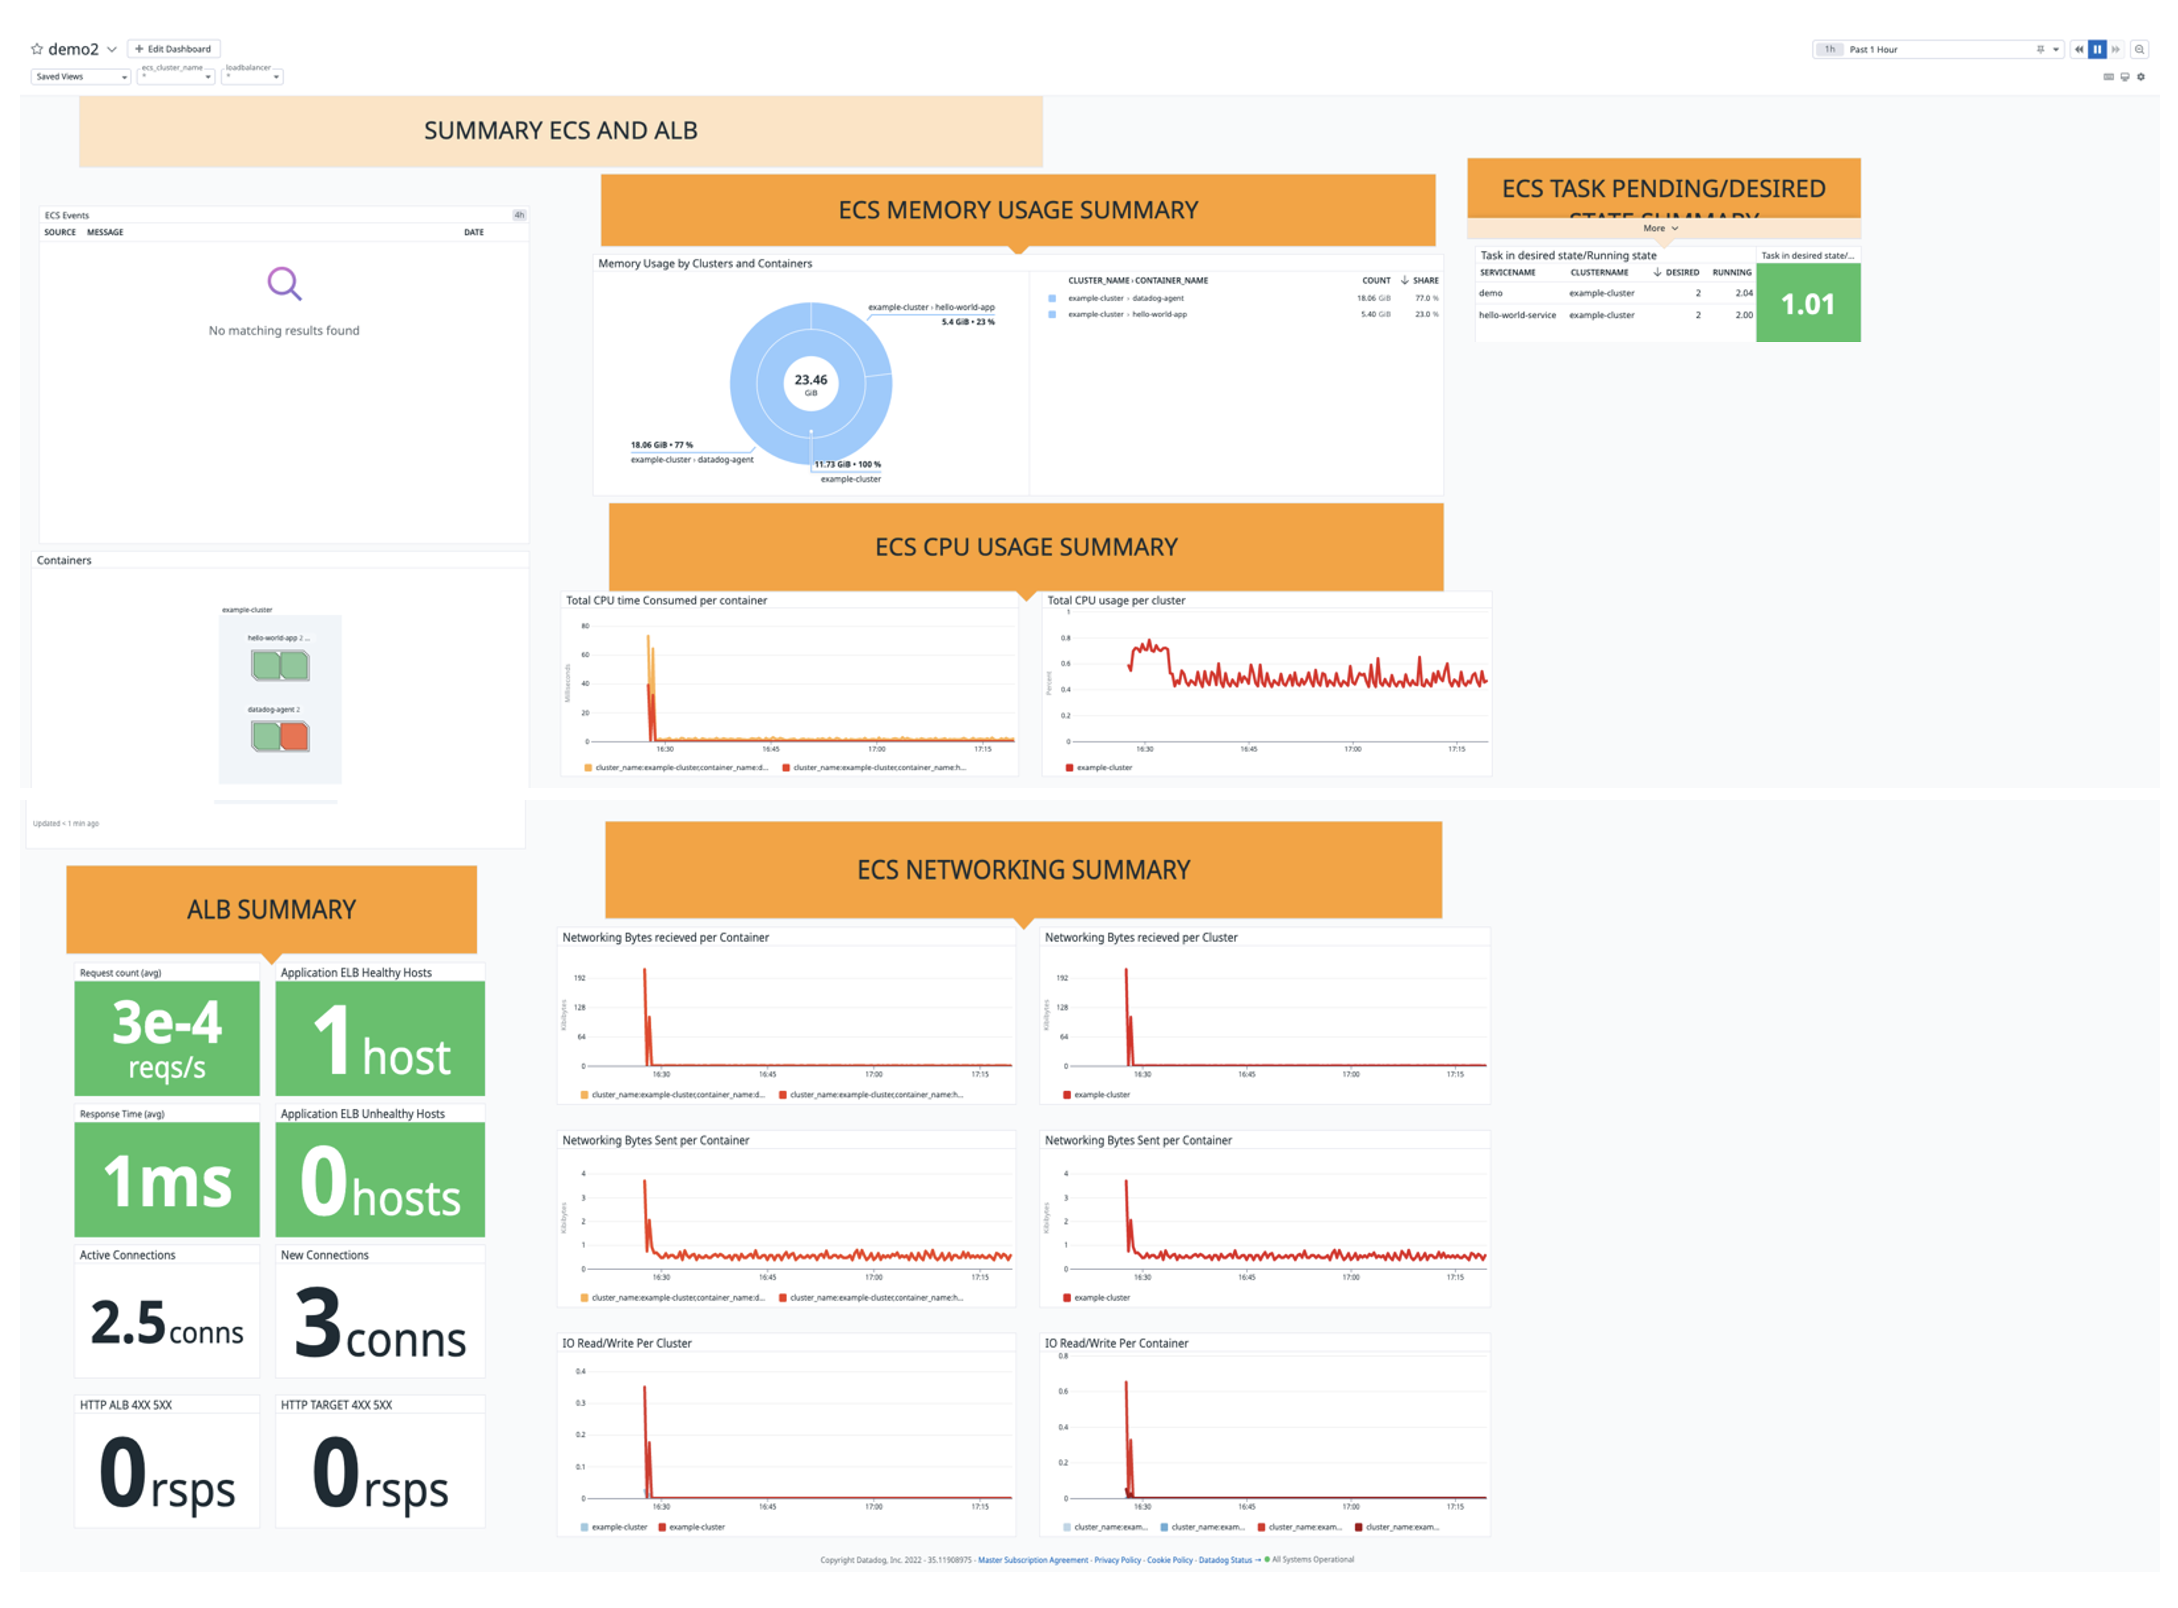 demo2
+ Edit Dashboard
1h Past 1 Hour
Saved Views
ecs_cluster_name
*
loadbalancer
*
SUMMARY ECS AND ALB
ECS Events 4h
SOURCE MESSAGE DATE
No matching results found
Containers
example-cluster
hello-world-app 2 ...
datadog-agent 2
ECS MEMORY USAGE SUMMARY
Memory Usage by Clusters and Containers
example-cluster › hello-world-app
5.4 GiB • 23 %
23.46
GiB
18.06 GiB • 77 %
example-cluster › datadog-agent
11.73 GiB • 100 %
example-cluster
CLUSTER_NAME › CONTAINER_NAME COUNT SHARE
example-cluster › datadog-agent 18.06 GiB 77.0 %
example-cluster › hello-world-app 5.40 GiB 23.0 %
ECS TASK PENDING/DESIRED
STATE SUMMARY
More
Task in desired state/Running state
SERVICENAME CLUSTERNAME DESIRED RUNNING
demo example-cluster 2 2.04
hello-world-service example-cluster 2 2.00
Task in desired state/...
1.01
ECS CPU USAGE SUMMARY
Total CPU time Consumed per container
Milliseconds
80
60
40
20
0
16:30 16:45 17:00 17:15
cluster_name:example-cluster,container_name:d... cluster_name:example-cluster,container_name:h...
Total CPU usage per cluster
Percent
1
0.8
0.6
0.4
0.2
0
16:30 16:45 17:00 17:15
example-cluster
Updated < 1 min ago
ALB SUMMARY
Request count (avg)
3e-4
reqs/s
Application ELB Healthy Hosts
1 host
Response Time (avg)
1ms
Application ELB Unhealthy Hosts
0 hosts
Active Connections
2.5 conns
New Connections
3 conns
HTTP ALB 4XX 5XX
0 rsps
HTTP TARGET 4XX 5XX
0 rsps
ECS NETWORKING SUMMARY
Networking Bytes recieved per Container
Kibibytes
192
128
64
0
16:30 16:45 17:00 17:15
cluster_name:example-cluster,container_name:d... cluster_name:example-cluster,container_name:h...
Networking Bytes recieved per Cluster
Kibibytes
192
128
64
0
16:30 16:45 17:00 17:15
example-cluster
Networking Bytes Sent per Container
Kibibytes
4
3
2
1
0
16:30 16:45 17:00 17:15
cluster_name:example-cluster,container_name:d... cluster_name:example-cluster,container_name:h...
Networking Bytes Sent per Container
Kibibytes
4
3
2
1
0
16:30 16:45 17:00 17:15
example-cluster
IO Read/Write Per Cluster
0.4
0.3
0.2
0.1
0
16:30 16:45 17:00 17:15
example-cluster example-cluster
IO Read/Write Per Container
0.8
0.6
0.4
0.2
0
16:30 16:45 17:00 17:15
cluster_name:exam... cluster_name:exam... cluster_name:exam... cluster_name:exam...
Copyright Datadog, Inc. 2022 - 35.11908975 - Master Subscription Agreement - Privacy Policy - Cookie Policy - Datadog Status → All Systems Operational